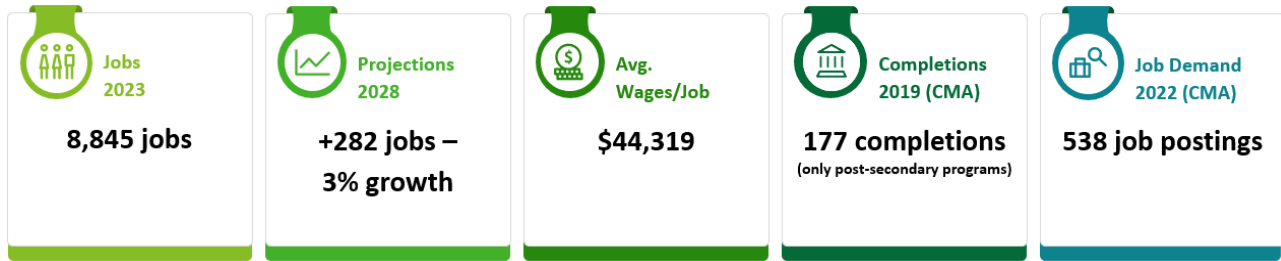 Jobs
2023
8,845 jobs
Projections
2028
+282 jobs –
3% growth
Avg.
Wages/Job
$44,319
Completions
2019 (CMA)
177 completions
(only post-secondary programs)
Job Demand
2022 (CMA)
538 job postings